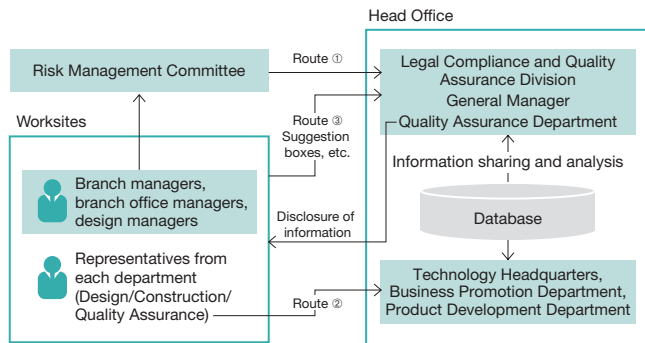 Head Office
Risk Management Committee
Route ①
Legal Compliance and Quality
Assurance Division
General Manager
Quality Assurance Department
Route ③
Suggestion
boxes, etc.
Worksites
Branch managers,
branch office managers,
design managers
Disclosure of
information
Information sharing and analysis
Database
Representatives from
each department
(Design/Construction/
Quality Assurance)
Route ②
Technology Headquarters,
Business Promotion Department,
Product Development Department